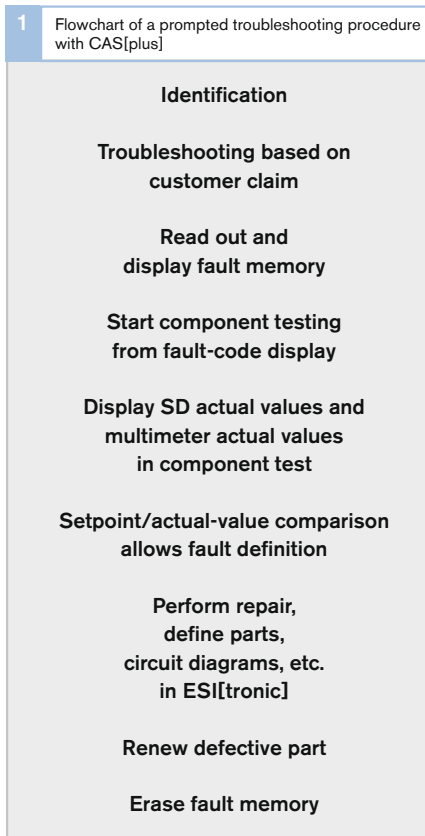 1
Flowchart of a prompted troubleshooting procedure
with CAS[plus]
Identification
Troubleshooting based on
customer claim
Read out and
display fault memory
Start component testing
from fault-code display
Display SD actual values and
multimeter actual values
in component test
Setpoint/actual-value comparison
allows fault definition
Perform repair,
define parts,
circuit diagrams, etc.
in ESI[tronic]
Renew defective part
Erase fault memory